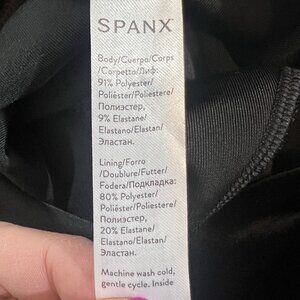 SPANX
Body/Cuerpo/Corps
/Corpetto/Лиф:
91% Polyester/
Poliéster/Poliestere/
Полиэстер,
9% Elastane/
Elastano/Elastan/
Эластан.
Lining/Forro
/Doublure/Futter/
Fodera/Подкладка:
80% Polyester/
Poliéster/Poliestere/
Полиэстер,
20% Elastane/
Elastano/Elastan/
Эластан.
Machine wash cold,
gentle cycle. Inside